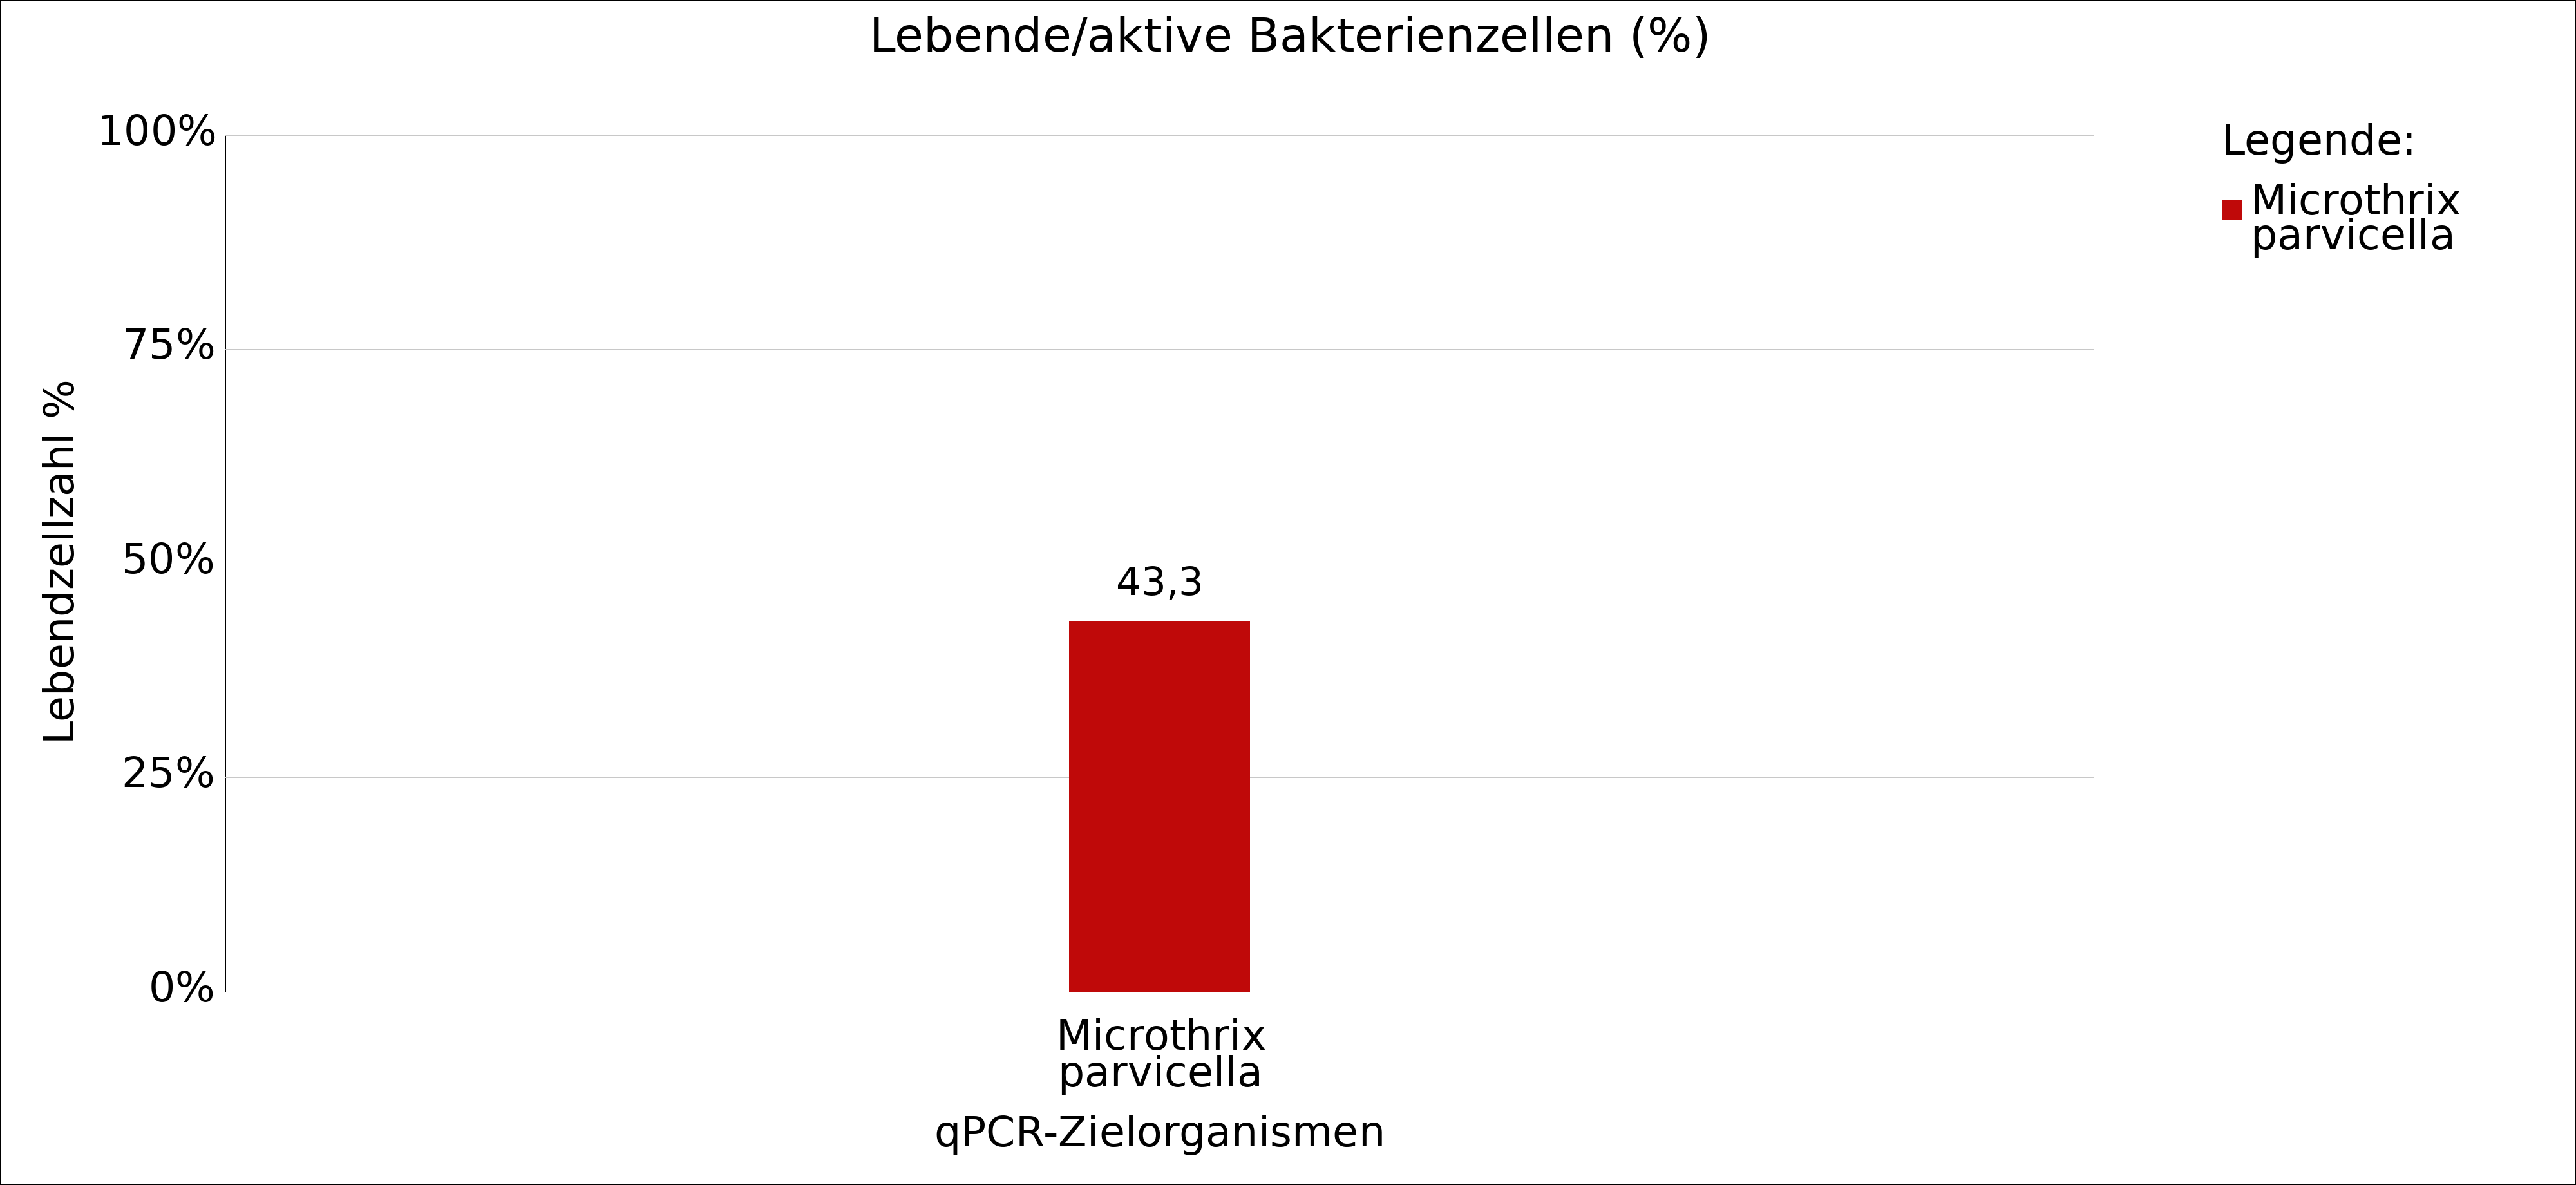 Lebende/aktive Bakterienzellen (%)
100%
75%
50%
25%
0%
Lebendzellzahl %
43,3
Microthrix
parvicella
qPCR-Zielorganismen
Legende:
Microthrix
parvicella